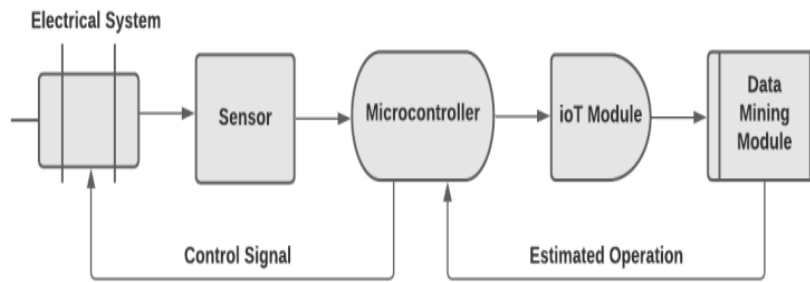 Electrical System
Sensor
Microcontroller
ioT Module
Data
Mining
Module
Control Signal
Estimated Operation